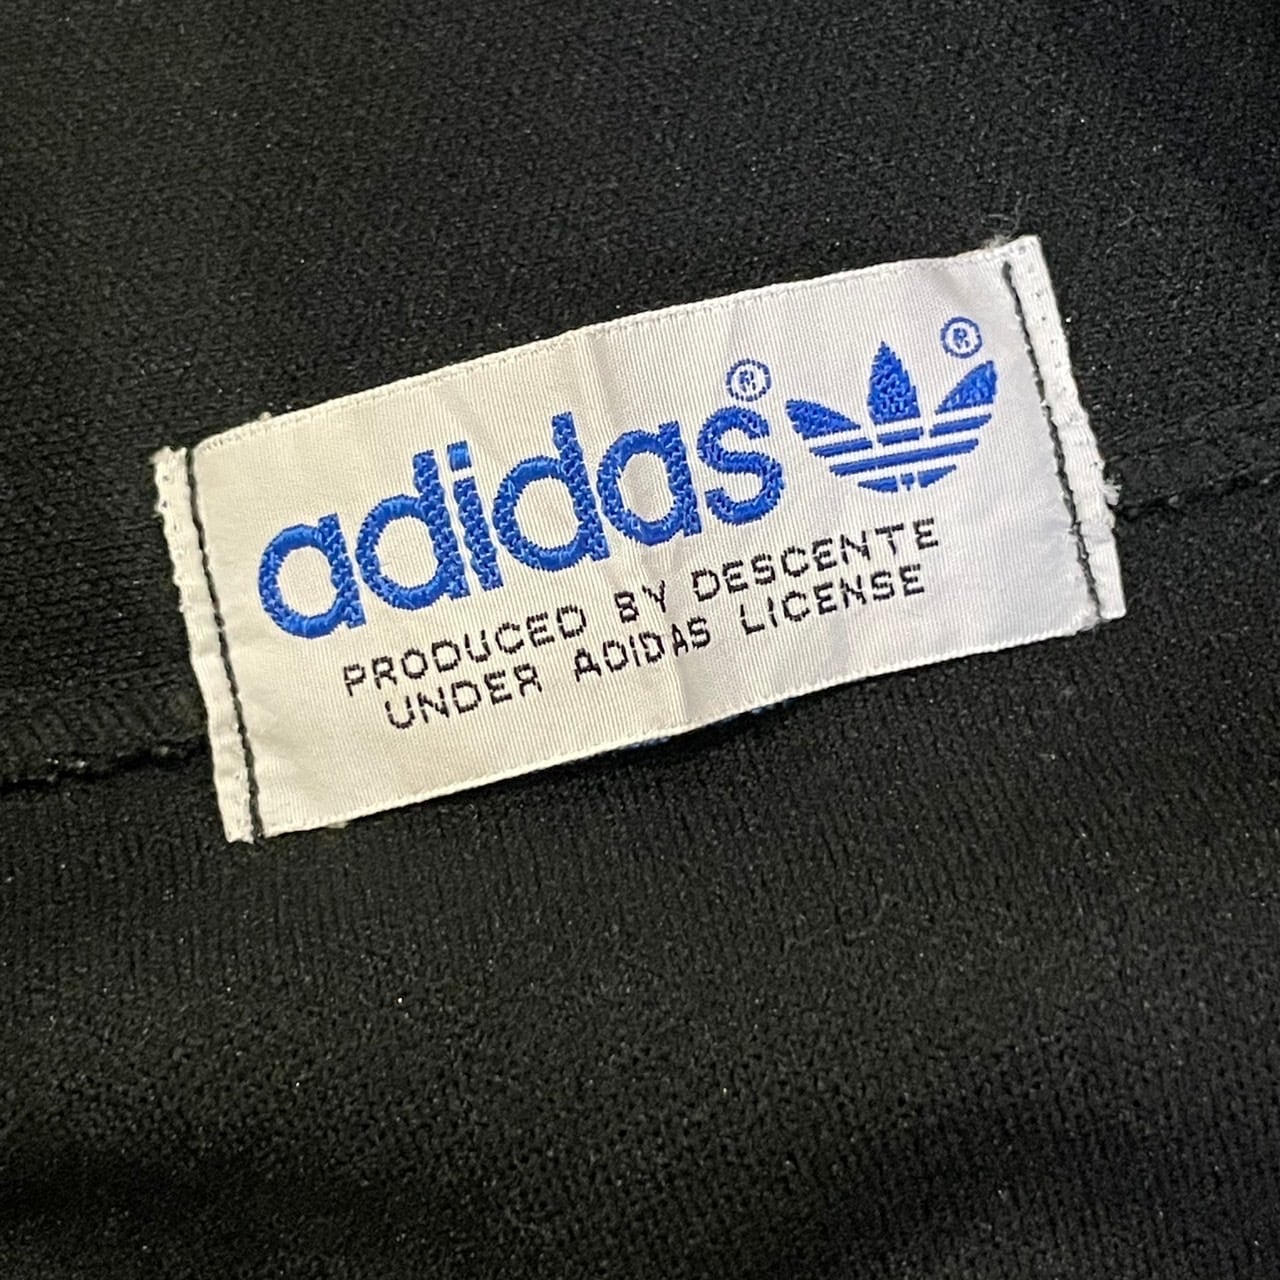 adidas®
®
PRODUCED BY DESCENTE
UNDER ADIDAS LICENSE